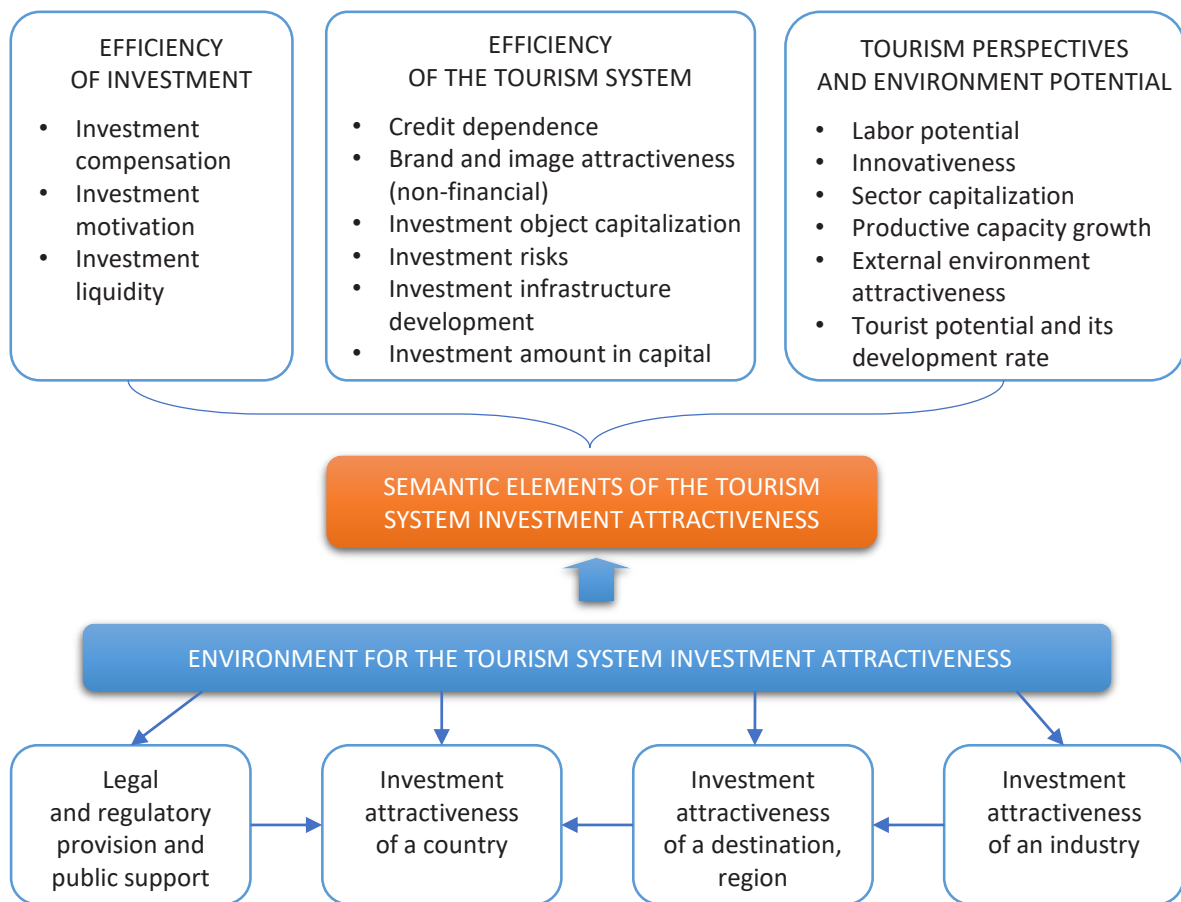 EFFICIENCY
OF INVESTMENT
• Investment
compensation
• Investment
motivation
• Investment
liquidity
EFFICIENCY
OF THE TOURISM SYSTEM
• Credit dependence
• Brand and image attractiveness
(non-financial)
• Investment object capitalization
• Investment risks
• Investment infrastructure
development
• Investment amount in capital
TOURISM PERSPECTIVES
AND ENVIRONMENT POTENTIAL
• Labor potential
• Innovativeness
• Sector capitalization
• Productive capacity growth
• External environment
attractiveness
• Tourist potential and its
development rate
SEMANTIC ELEMENTS OF THE TOURISM
SYSTEM INVESTMENT ATTRACTIVENESS
ENVIRONMENT FOR THE TOURISM SYSTEM INVESTMENT ATTRACTIVENESS
Legal
and regulatory
provision and
public support
Investment
attractiveness
of a country
Investment
attractiveness
of a destination,
region
Investment
attractiveness
of an industry